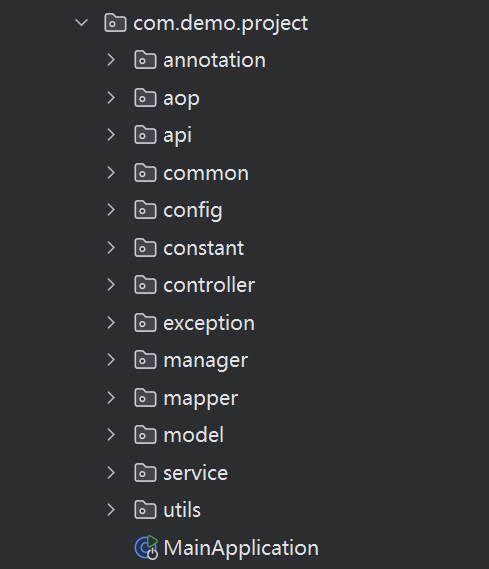 com.demo.project
annotation
aop
api
common
config
constant
controller
exception
manager
mapper
model
service
utils
MainApplication